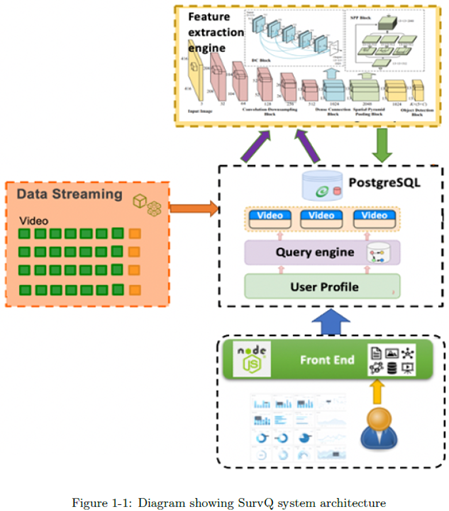 Feature
extraction
engine
DC Block
SPP Block
Input Image
Convolution Downsampling
Block
Dense Connection
Block
Spatial Pyramid
Pooling Block
Object Detection
Block
Data Streaming
Video
PostgreSQL
Video Video Video
Query engine
User Profile
node
JS
Front End
Figure 1-1: Diagram showing SurvQ system architecture